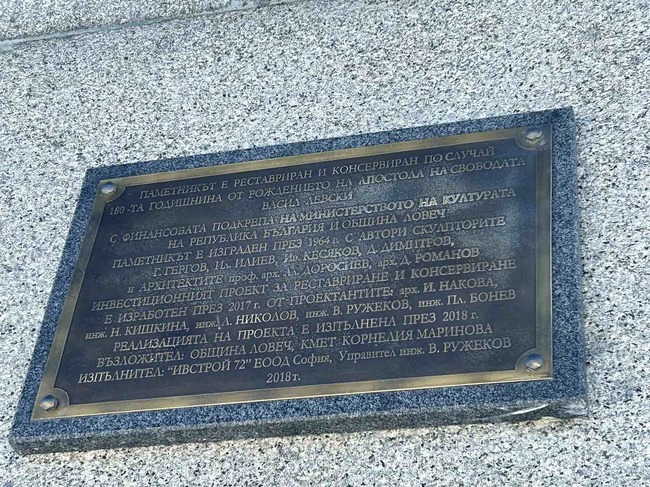 ПАМЕТНИКЪТ Е РЕСТАВРИРАН И КОНСЕРВИРАН ПО СЛУЧАЙ
180-ТА ГОДИШНИНА ОТ РОЖДЕНИЕТО НА АПОСТОЛА НА СВОБОДАТА
ВАСИЛ ЛЕВСКИ
С ФИНАНСОВАТА ПОДКРЕПА НА МИНИСТЕРСТВОТО НА КУЛТУРАТА
НА РЕПУБЛИКА БЪЛГАРИЯ И ОБЩИНА ЛОВЕЧ
ПАМЕТНИКЪТ Е ИЗГРАДЕН ПРЕЗ 1964 г. С АВТОРИ СКУЛПТОРИТЕ
Г. ГЕРГОВ, Ил. ИЛИЕВ, Ив. КЕСЯКОВ, Д. ДИМИТРОВ,
И АРХИТЕКТИТЕ проф. арх. Ал. ДОРОСИЕВ, арх. Д. РОМАНОВ
ИНВЕСТИЦИОННИЯТ ПРОЕКТ ЗА РЕСТАВРИРАНЕ И КОНСЕРВИРАНЕ
Е ИЗРАБОТЕН ПРЕЗ 2017 г. ОТ ПРОЕКТАНТИТЕ: арх. И. НАКОВА,
инж. Н. КИШКИНА, инж. Л. НИКОЛОВ, инж. В. РУЖЕКОВ, инж. Пл. БОНЕВ
РЕАЛИЗАЦИЯТА НА ПРОЕКТА Е ИЗПЪЛНЕНА ПРЕЗ 2018 г.
ВЪЗЛОЖИТЕЛ: ОБЩИНА ЛОВЕЧ, КМЕТ КОРНЕЛИЯ МАРИНОВА
ИЗПЪЛНИТЕЛ: "ИВСТРОЙ 72" ЕООД София, Управител инж. В. РУЖЕКОВ
2018 г.